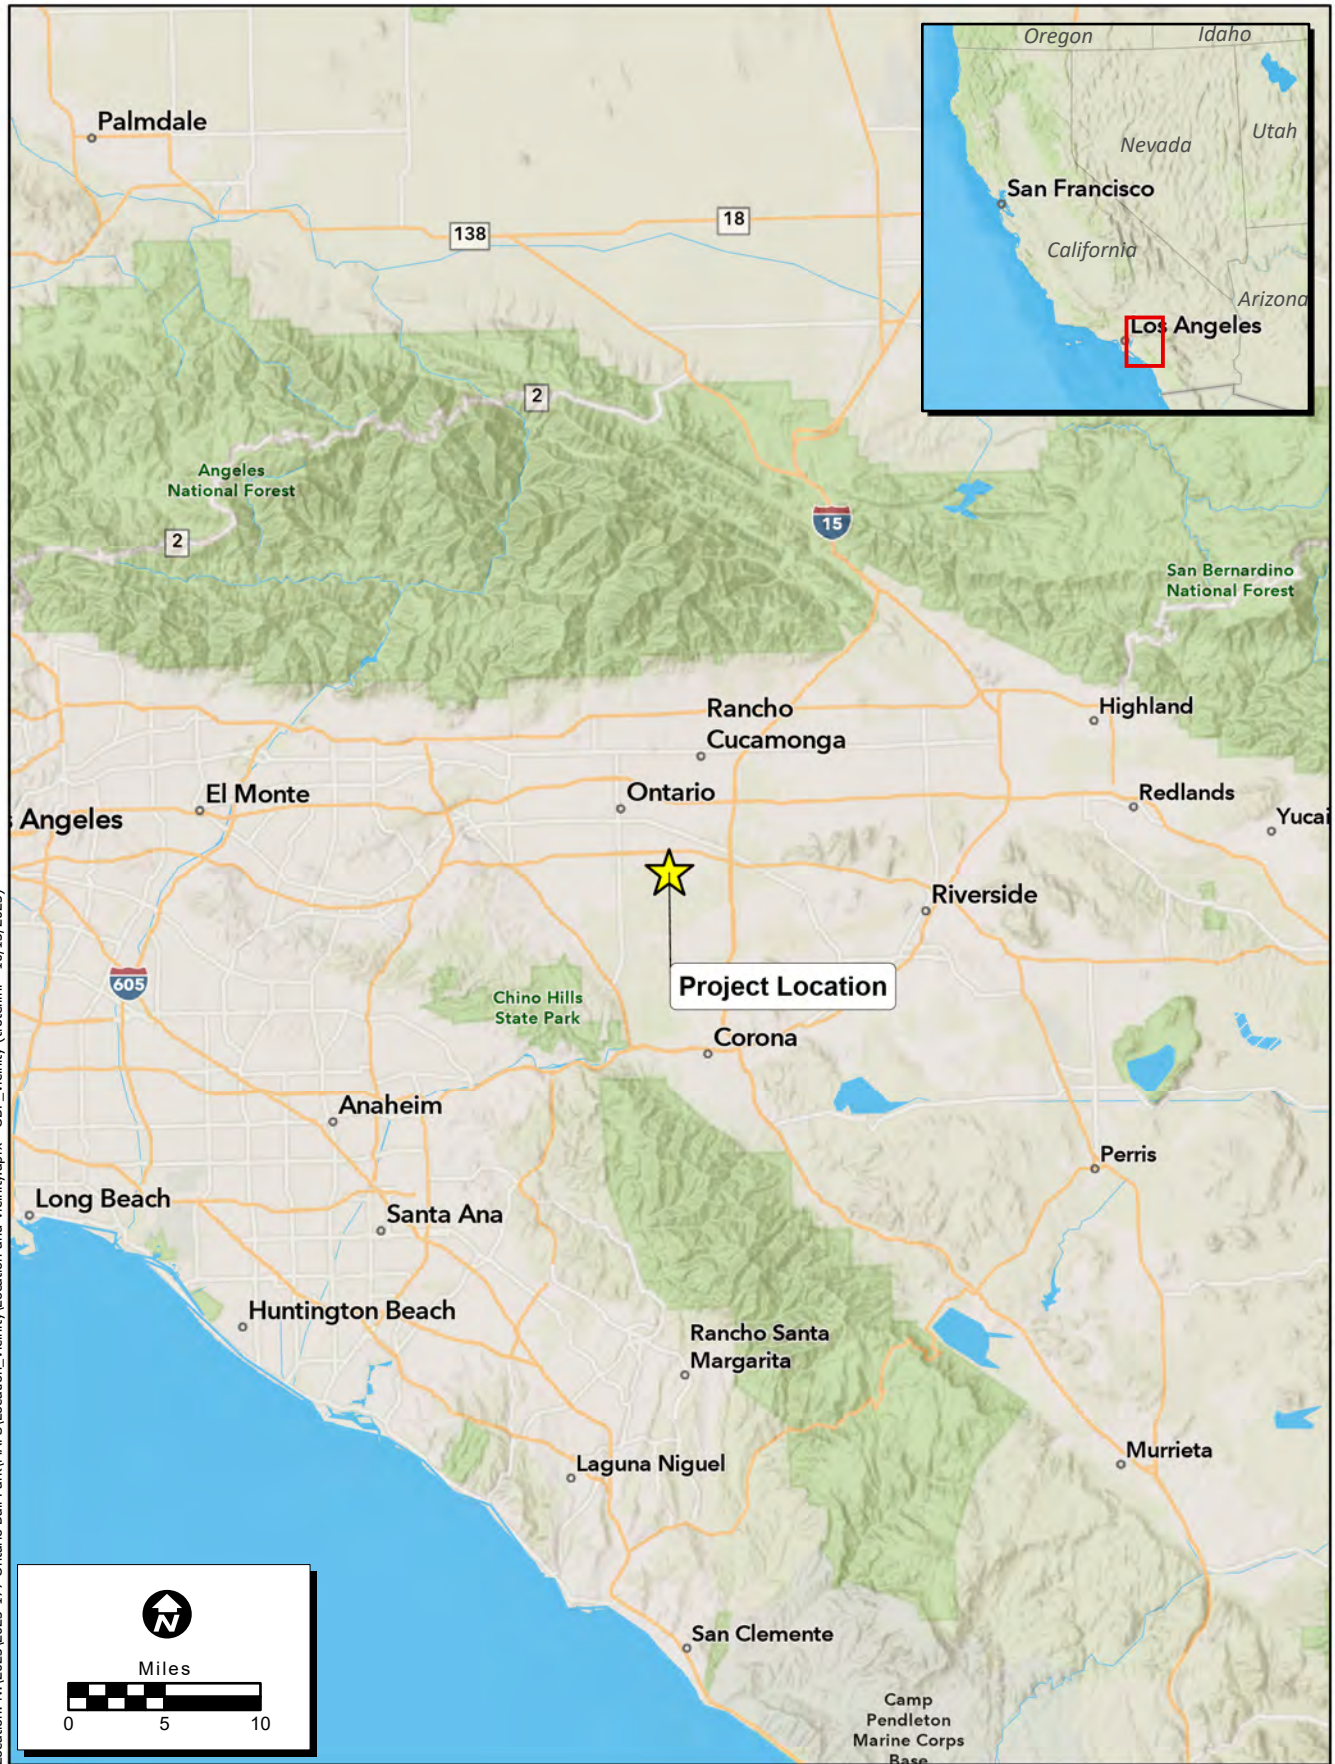 Oregon
Idaho
Palmdale
Nevada
Utah
San Francisco
18
138
California
Arizona
Los Angeles
2
Angeles
National Forest
15
2
San Bernardino
National Forest
Rancho
Cucamonga
Highland
El Monte
Ontario
Redlands
Angeles
Yucai
Riverside
605
Project Location
Chino Hills
State Park
Corona
Anaheim
Perris
Long Beach
Santa Ana
Huntington Beach
Rancho Santa
Margarita
Murrieta
Laguna Niguel
San Clemente
N
Miles
0 5 10
Camp
Pendleton
Marine Corps
Base